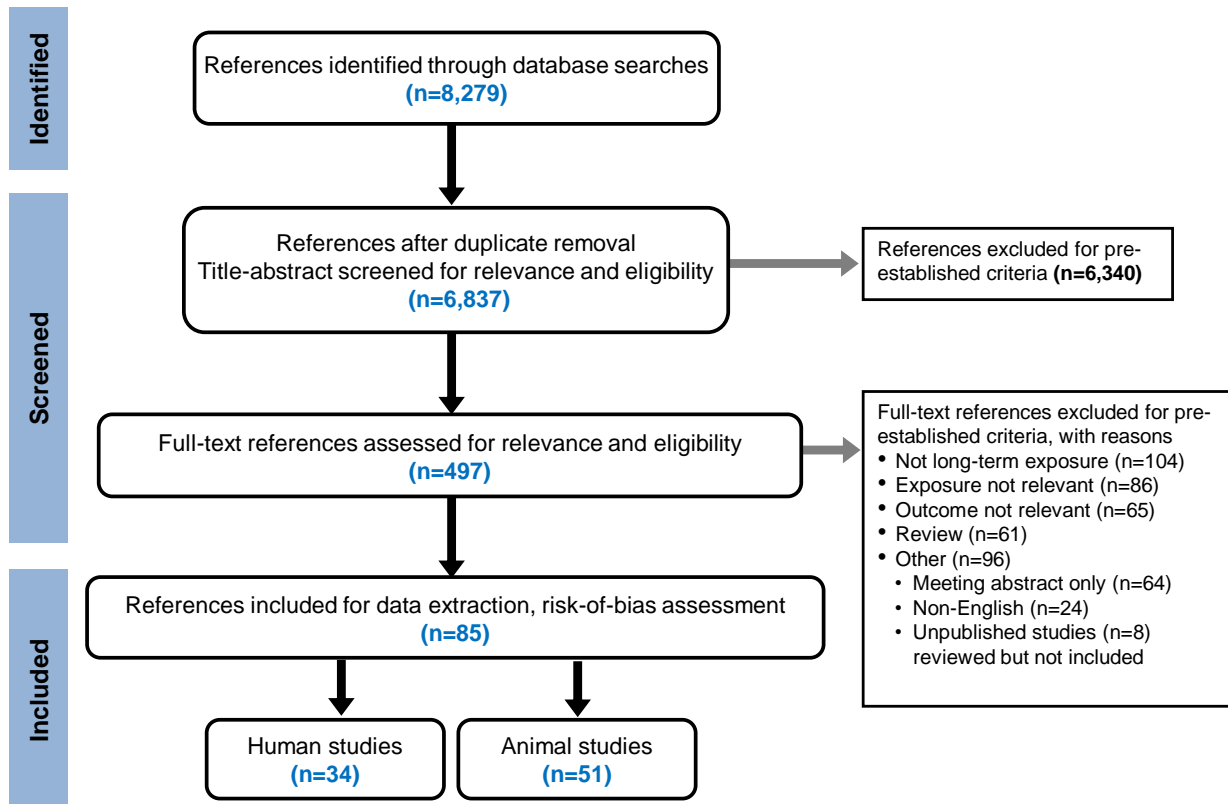 Identified
References identified through database searches
(n=8,279)
Screened
References after duplicate removal
Title-abstract screened for relevance and eligibility
(n=6,837)
References excluded for pre-
established criteria (n=6,340)
Full-text references assessed for relevance and eligibility
(n=497)
Full-text references excluded for pre-
established criteria, with reasons
• Not long-term exposure (n=104)
• Exposure not relevant (n=86)
• Outcome not relevant (n=65)
• Review (n=61)
• Other (n=96)
• Meeting abstract only (n=64)
• Non-English (n=24)
• Unpublished studies (n=8)
reviewed but not included
Included
References included for data extraction, risk-of-bias assessment
(n=85)
Human studies
(n=34)
Animal studies
(n=51)